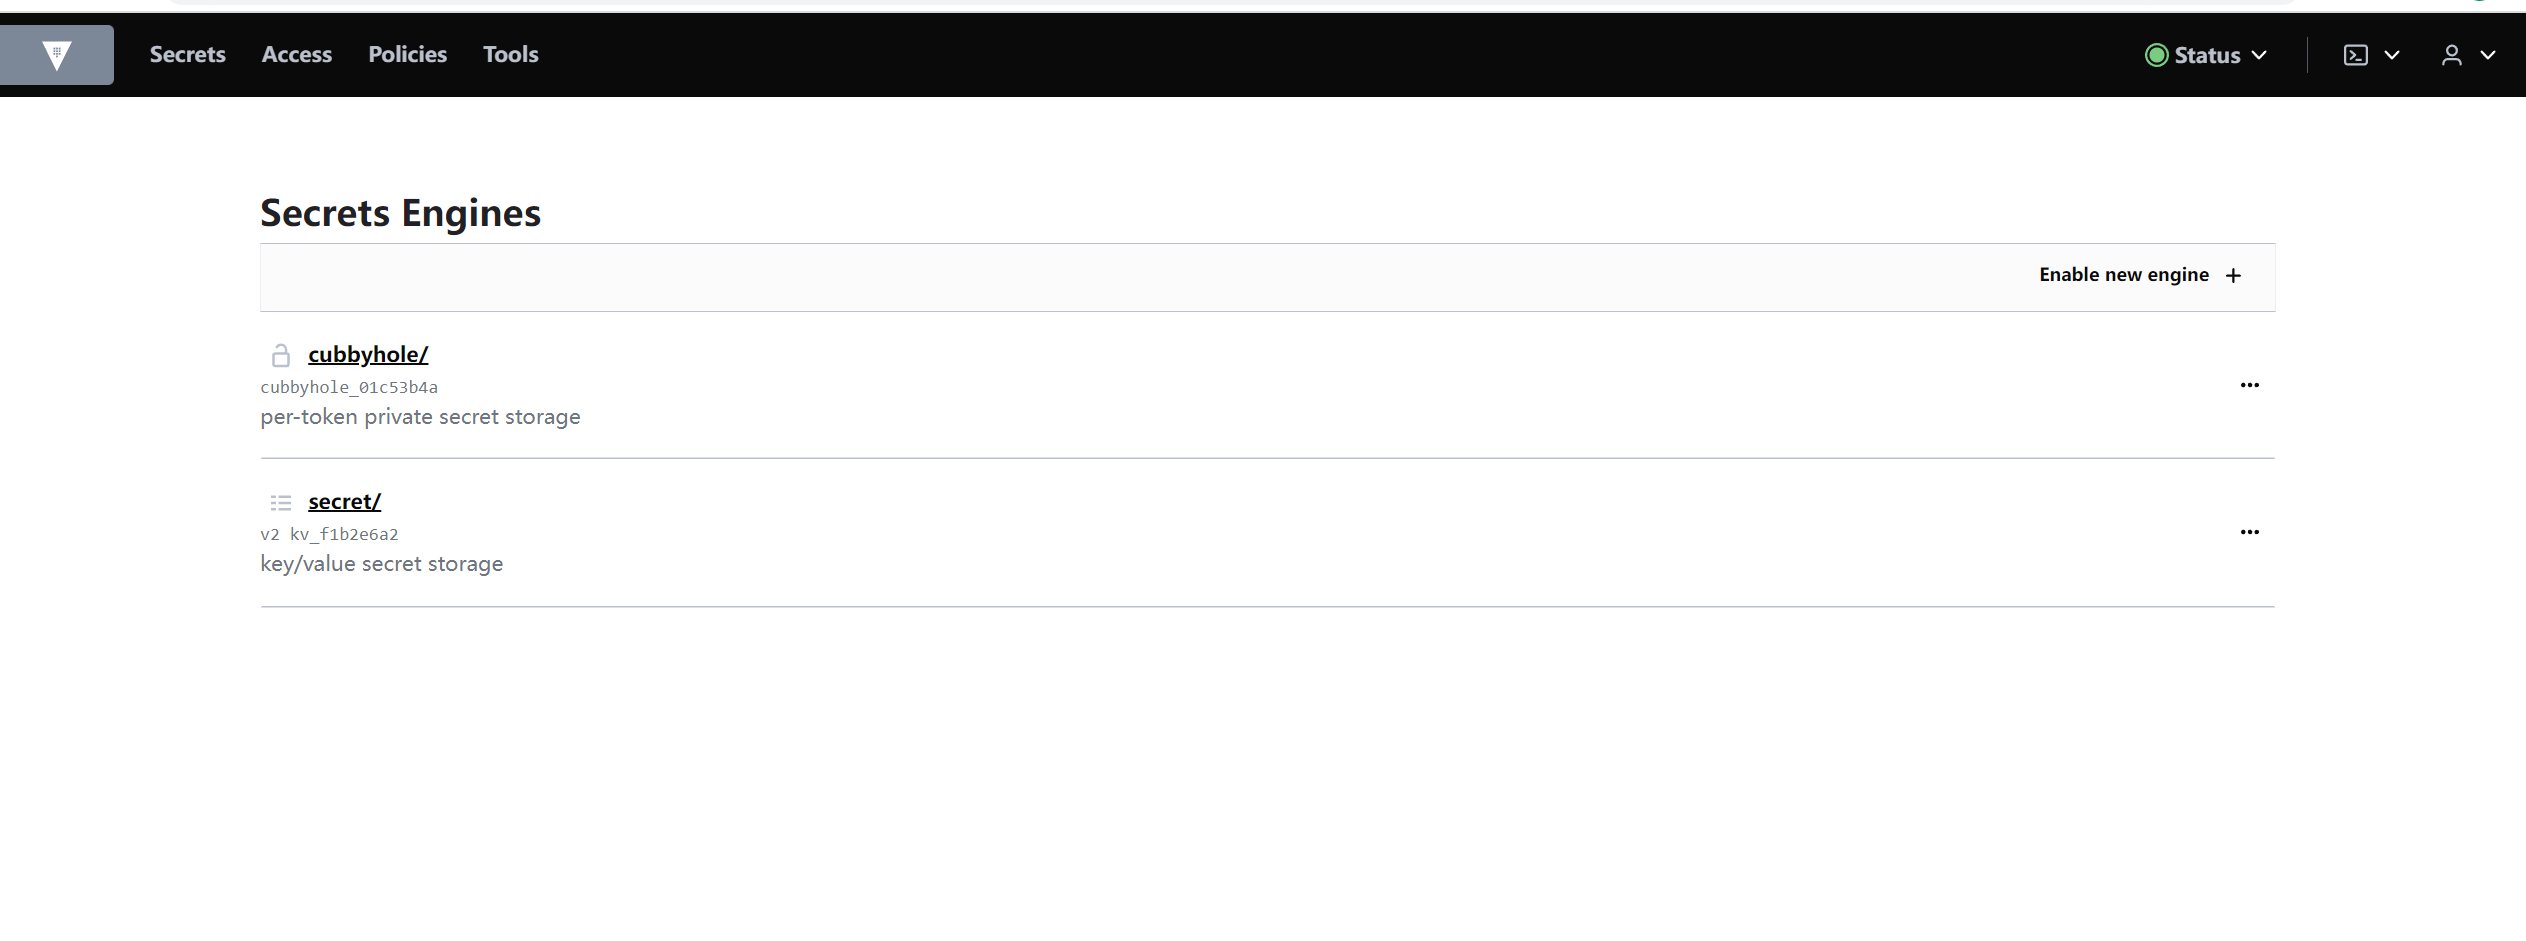 Secrets Access Policies Tools Status
Secrets Engines
Enable new engine
cubbyhole/
cubbyhole_01c53b4a
per-token private secret storage
secret/
v2 kv_f1b2e6a2
key/value secret storage